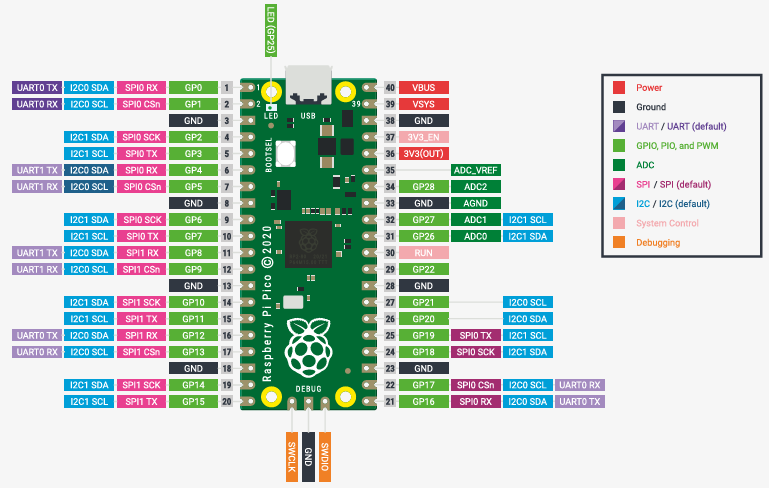 LED (GP25)
UART0 TX I2C0 SDA SPI0 RX GP0 1 1 40 VBUS
UART0 RX I2C0 SCL SPI0 CSn GP1 2 2 39 39 VSYS
GND 3 LED USB 38 GND
I2C1 SDA SPI0 SCK GP2 4 37 3V3_EN
I2C1 SCL SPI0 TX GP3 5 BOOTSEL 36 3V3(OUT)
UART1 TX I2C0 SDA SPI0 RX GP4 6 35 ADC_VREF
UART1 RX I2C0 SCL SPI0 CSn GP5 7 34 GP28 ADC2
GND 8 33 GND AGND
I2C1 SDA SPI0 SCK GP6 9 32 GP27 ADC1 I2C1 SCL
I2C1 SCL SPI0 TX GP7 10 31 GP26 ADC0 I2C1 SDA
UART1 TX I2C0 SDA SPI1 RX GP8 11 30 RUN
UART1 RX I2C0 SCL SPI1 CSn GP9 12 29 GP22
GND 13 28 GND
I2C1 SDA SPI1 SCK GP10 14 27 GP21 I2C0 SCL
I2C1 SCL SPI1 TX GP11 15 26 GP20 I2C0 SDA
UART0 TX I2C0 SDA SPI1 RX GP12 16 25 GP19 SPI0 TX I2C1 SCL
UART0 RX I2C0 SCL SPI1 CSn GP13 17 24 GP18 SPI0 SCK I2C1 SDA
GND 18 23 GND
I2C1 SDA SPI1 SCK GP14 19 22 GP17 SPI0 CSn I2C0 SCL UART0 RX
I2C1 SCL SPI1 TX GP15 20 21 GP16 SPI0 RX I2C0 SDA UART0 TX
Raspberry Pi Pico © 2020
DEBUG
SWCLK
GND
SWDIO
Power
Ground
UART / UART (default)
GPIO, PIO, and PWM
ADC
SPI / SPI (default)
I2C / I2C (default)
System Control
Debugging